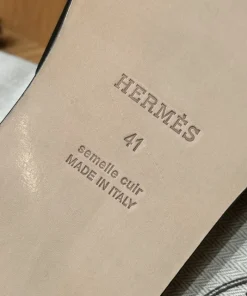 HERMÈS
41
semelle cuir
MADE IN ITALY